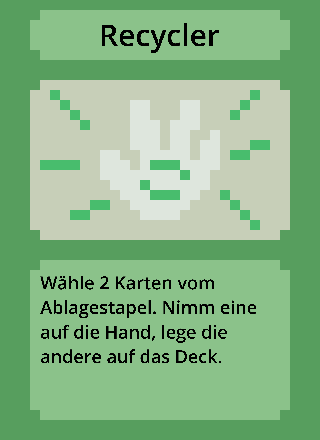 Recycler
Wähle 2 Karten vom
Ablagestapel. Nimm eine
auf die Hand, lege die
andere auf das Deck.